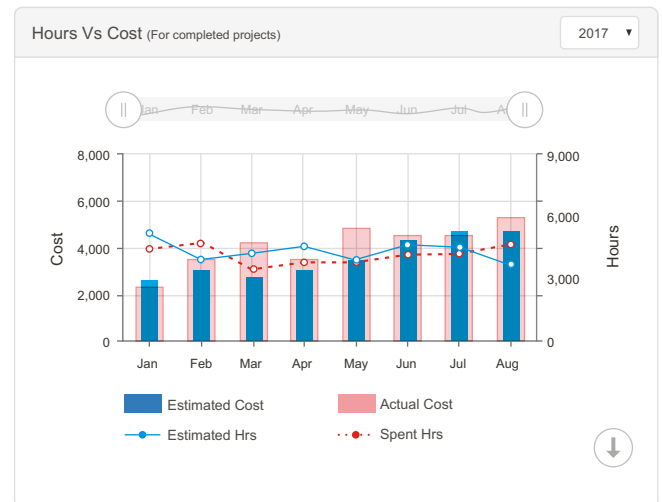 Hours Vs Cost (For completed projects)
2017
Jan Feb Mar Apr May Jun Jul
8,000
9,000
6,000
6,000
Cost
Hours
4,000
3,000
2,000
0
0
Jan Feb Mar Apr May Jun Jul Aug
Estimated Cost
Actual Cost
Estimated Hrs
Spent Hrs